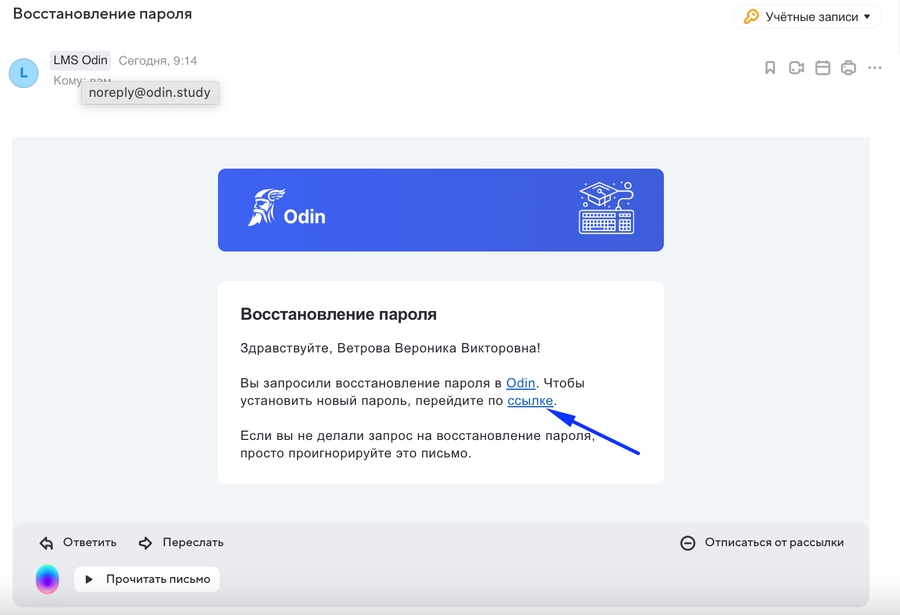 Восстановление пароля
Учётные записи
L
LMS Odin Сегодня, 9:14
Кому: вам
noreply@odin.study
Odin
Восстановление пароля
Здравствуйте, Ветрова Вероника Викторовна!
Вы запросили восстановление пароля в Odin. Чтобы
установить новый пароль, перейдите по ссылке.
Если вы не делали запрос на восстановление пароля,
просто проигнорируйте это письмо.
Ответить Переслать Отписаться от рассылки
Прочитать письмо